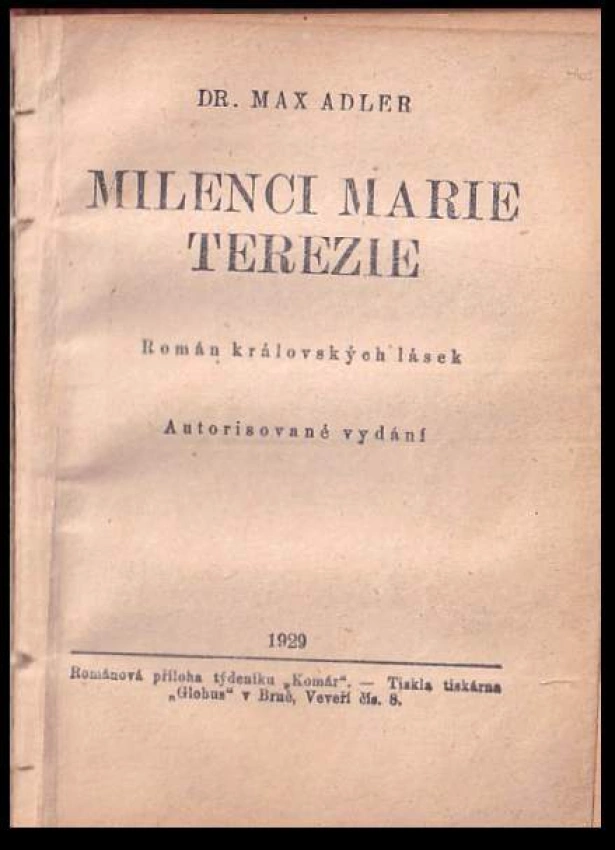 DR. MAX ADLER
MILENCI MARIE
TEREZIE
Román královských lásek
Autorisované vydání
1929
Románová příloha týdeníku „Komár“. — Tiskla tiskárna
„Globus“ v Brně, Veveří čís. 8.